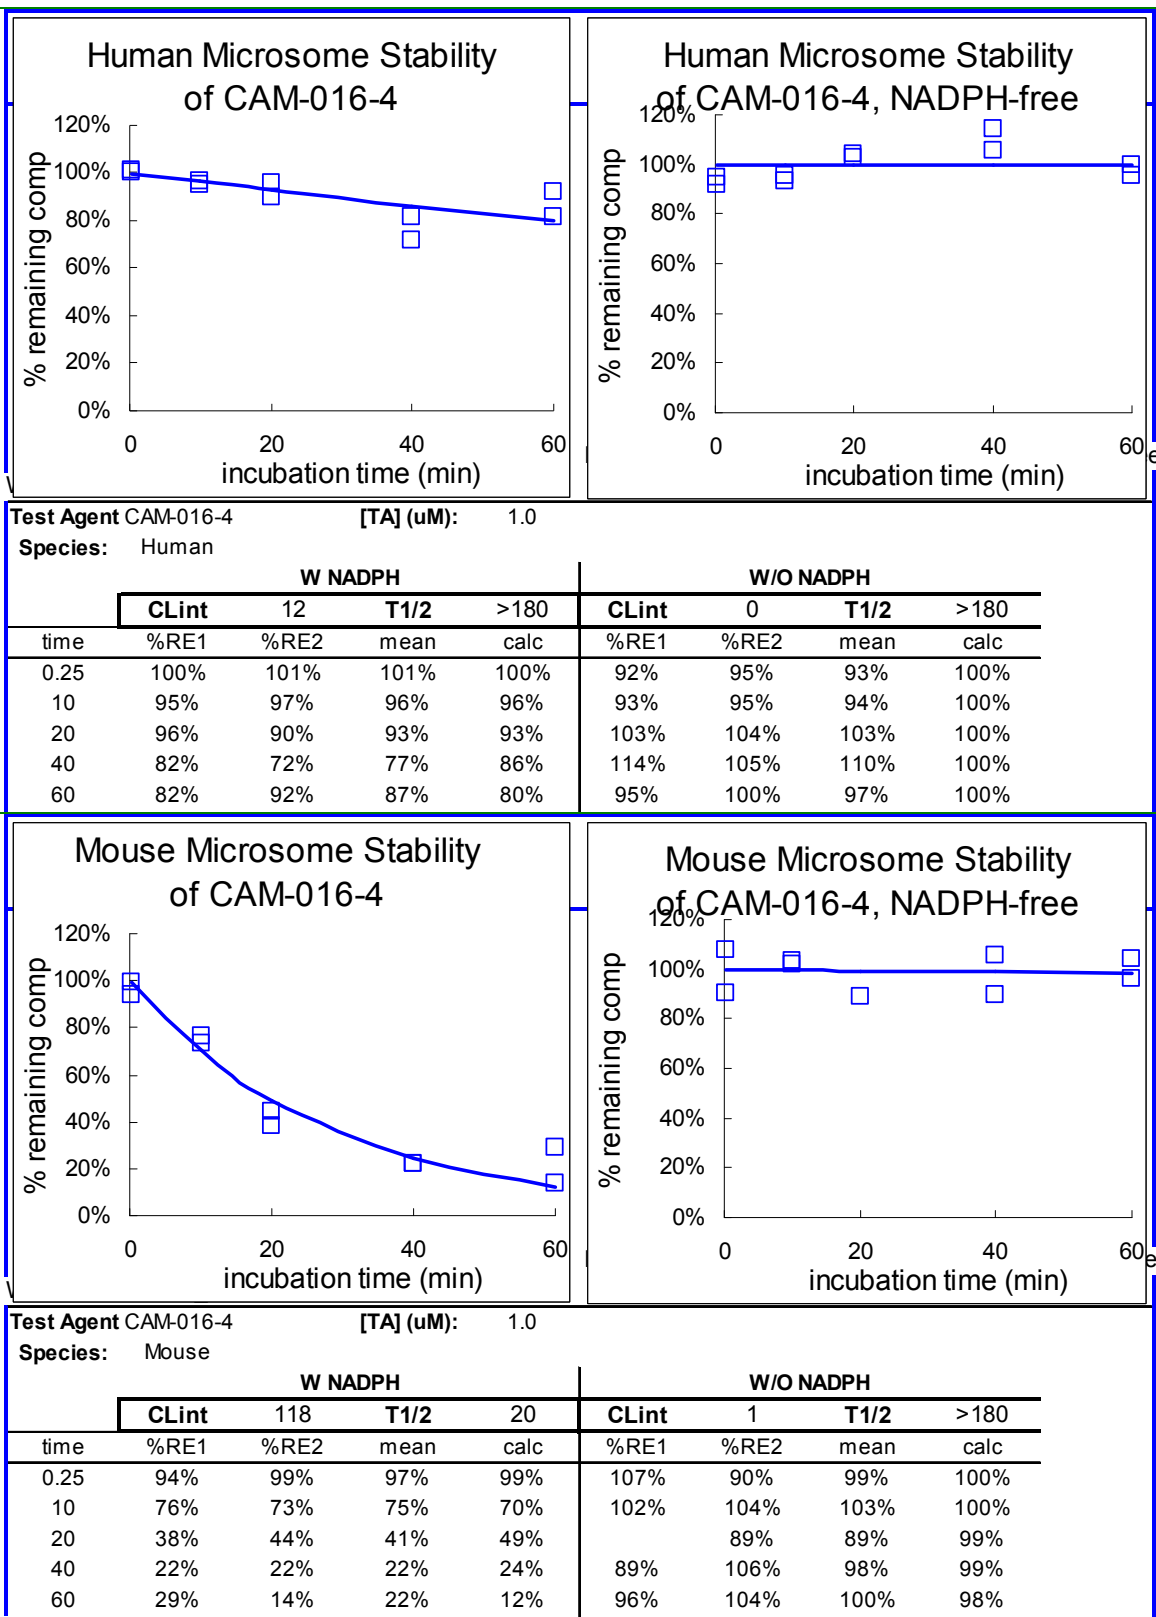 Human Microsome Stability
of CAM-016-4
120%
100%
80%
60%
40%
20%
0%
% remaining comp
0 20 40 60
incubation time (min)
Human Microsome Stability
of CAM-016-4, NADPH-free
120%
100%
80%
60%
40%
20%
0%
% remaining comp
0 20 40 60
incubation time (min)
Test Agent CAM-016-4 [TA] (uM): 1.0
Species: Human
W NADPH W/O NADPH
CLint 12 T1/2 >180 CLint 0 T1/2 >180
time %RE1 %RE2 mean calc %RE1 %RE2 mean calc
0.25 100% 101% 101% 100% 92% 95% 93% 100%
10 95% 97% 96% 96% 93% 95% 94% 100%
20 96% 90% 93% 93% 103% 104% 103% 100%
40 82% 72% 77% 86% 114% 105% 110% 100%
60 82% 92% 87% 80% 95% 100% 97% 100%
Mouse Microsome Stability
of CAM-016-4
120%
100%
80%
60%
40%
20%
0%
% remaining comp
0 20 40 60
incubation time (min)
Mouse Microsome Stability
of CAM-016-4, NADPH-free
120%
100%
80%
60%
40%
20%
0%
% remaining comp
0 20 40 60
incubation time (min)
Test Agent CAM-016-4 [TA] (uM): 1.0
Species: Mouse
W NADPH W/O NADPH
CLint 118 T1/2 20 CLint 1 T1/2 >180
time %RE1 %RE2 mean calc %RE1 %RE2 mean calc
0.25 94% 99% 97% 99% 107% 90% 99% 100%
10 76% 73% 75% 70% 102% 104% 103% 100%
20 38% 44% 41% 49% 89% 89% 99%
40 22% 22% 22% 24% 89% 106% 98% 99%
60 29% 14% 22% 12% 96% 104% 100% 98%